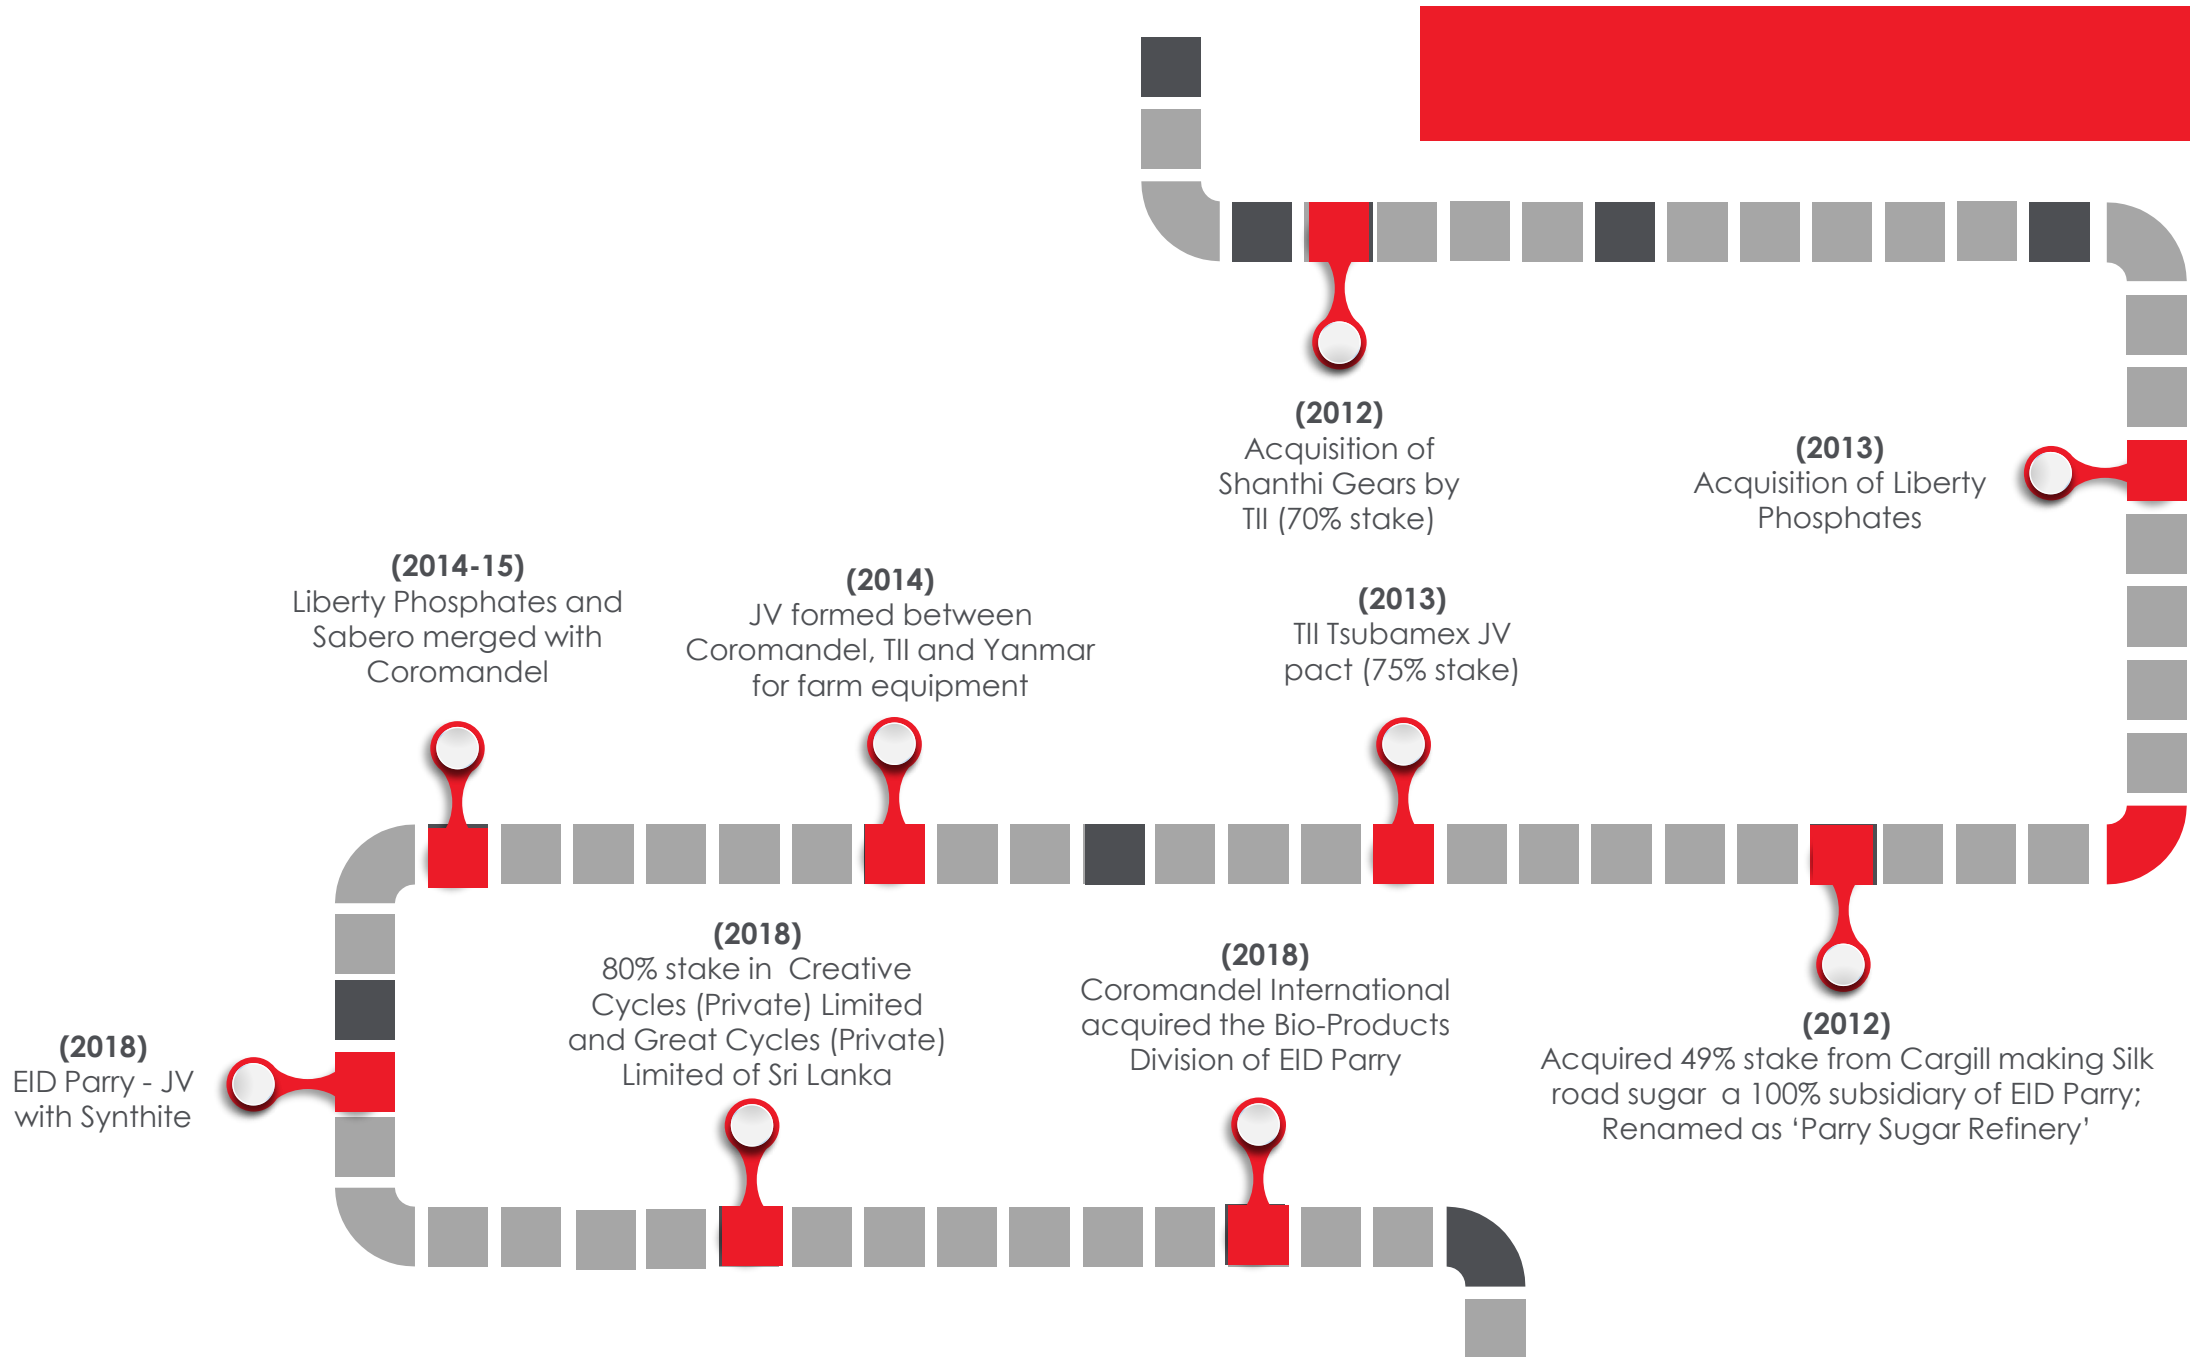 (2012)
Acquisition of
Shanthi Gears by
TII (70% stake)
(2013)
Acquisition of Liberty
Phosphates
(2014-15)
Liberty Phosphates and
Sabero merged with
Coromandel
(2014)
JV formed between
Coromandel, TII and Yanmar
for farm equipment
(2013)
TII Tsubamex JV
pact (75% stake)
(2012)
Acquired 49% stake from Cargill making Silk
road sugar  a 100% subsidiary of EID Parry;
Renamed as ‘Parry Sugar Refinery’
(2018)
EID Parry - JV
with Synthite
(2018)
80% stake in  Creative
Cycles (Private) Limited
and Great Cycles (Private)
Limited of Sri Lanka
(2018)
Coromandel International
acquired the Bio-Products
Division of EID Parry